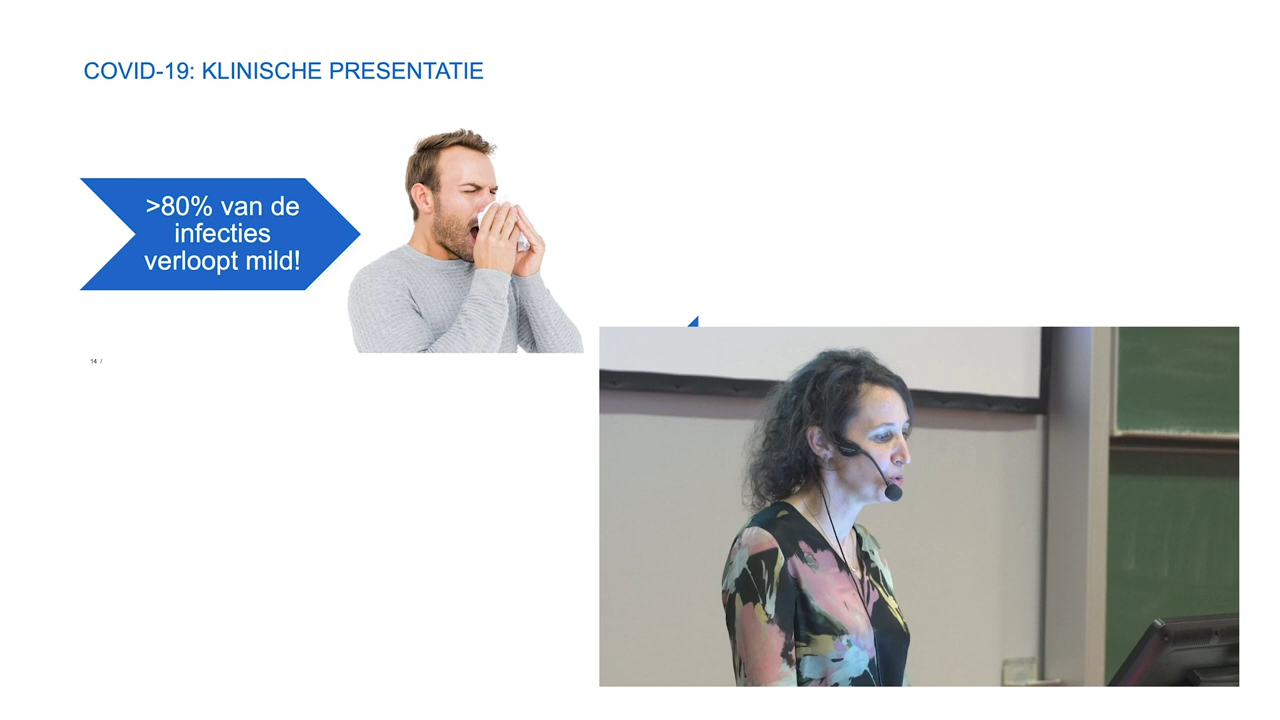 COVID-19: KLINISCHE PRESENTATIE
>80% van de
infecties
verloopt mild!
14 /